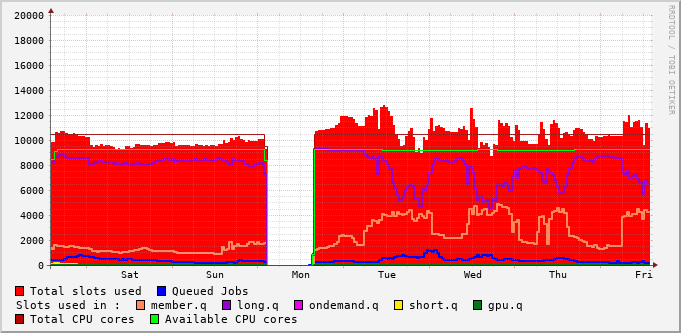 20000
18000
16000
14000
12000
10000
8000
6000
4000
2000
0
Sat Sun Mon Tue Wed Thu Fri
RRDTOOL / TOBI OETIKER
Total slots used Queued Jobs
Slots used in : member.q long.q ondemand.q short.q gpu.q
Total CPU cores Available CPU cores